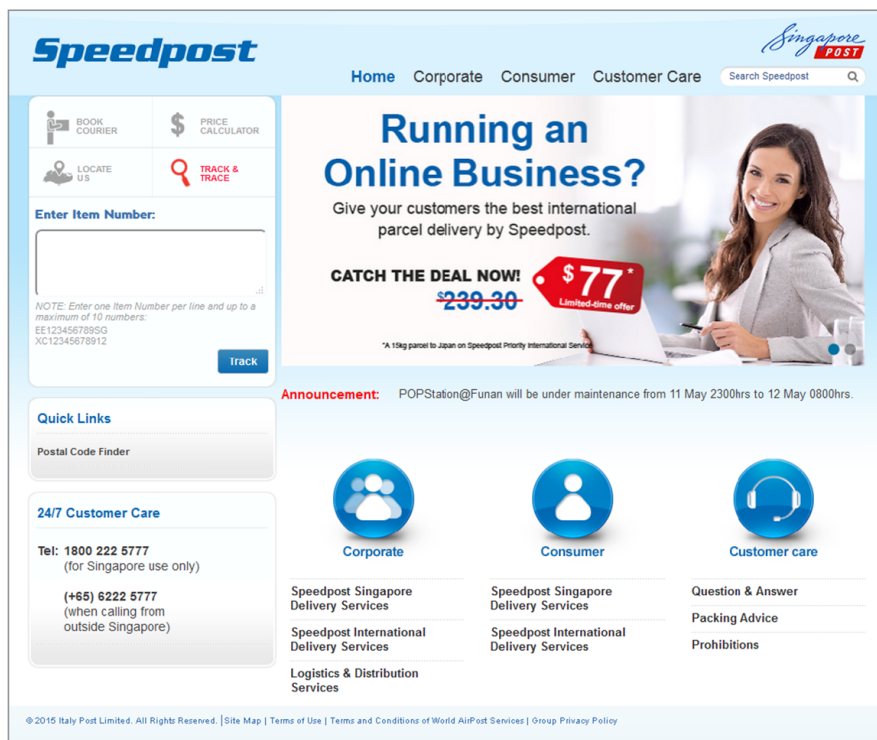 Speedpost
Singapore
POST
Home Corporate Consumer Customer Care
Search Speedpost
BOOK
COURIER
PRICE
CALCULATOR
LOCATE
US
TRACK &
TRACE
Enter Item Number:
NOTE: Enter one Item Number per line and up to a
maximum of 10 numbers:
EE123456789SG
XC12345678912
Track
Running an
Online Business?
Give your customers the best international
parcel delivery by Speedpost.
CATCH THE DEAL NOW!
$239.30
$77*
Limited-time offer
*A 15kg parcel to Japan on Speedpost Priority International Service
Announcement: POPStation@Funan will be under maintenance from 11 May 2300hrs to 12 May 0800hrs.
Quick Links
Postal Code Finder
24/7 Customer Care
Tel: 1800 222 5777
(for Singapore use only)
(+65) 6222 5777
(when calling from
outside Singapore)
Corporate
Speedpost Singapore
Delivery Services
Speedpost International
Delivery Services
Logistics & Distribution
Services
Consumer
Speedpost Singapore
Delivery Services
Speedpost International
Delivery Services
Customer care
Question & Answer
Packing Advice
Prohibitions
© 2015 Italy Post Limited. All Rights Reserved. | Site Map | Terms of Use | Terms and Conditions of World AirPost Services | Group Privacy Policy